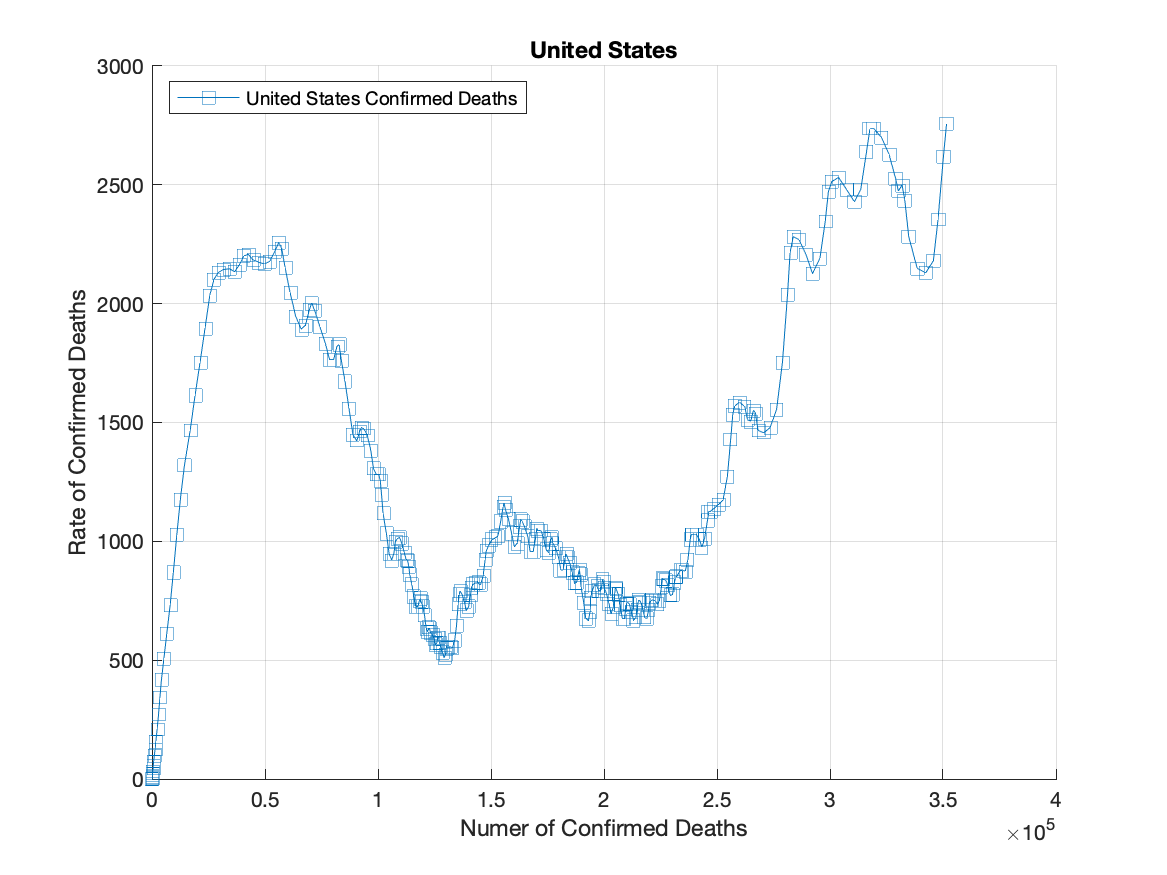 United States
3000
United States Confirmed Deaths
2500
2000
1500
1000
500
0
Rate of Confirmed Deaths
0 0.5 1 1.5 2 2.5 3 3.5 4
Numer of Confirmed Deaths
×10^5